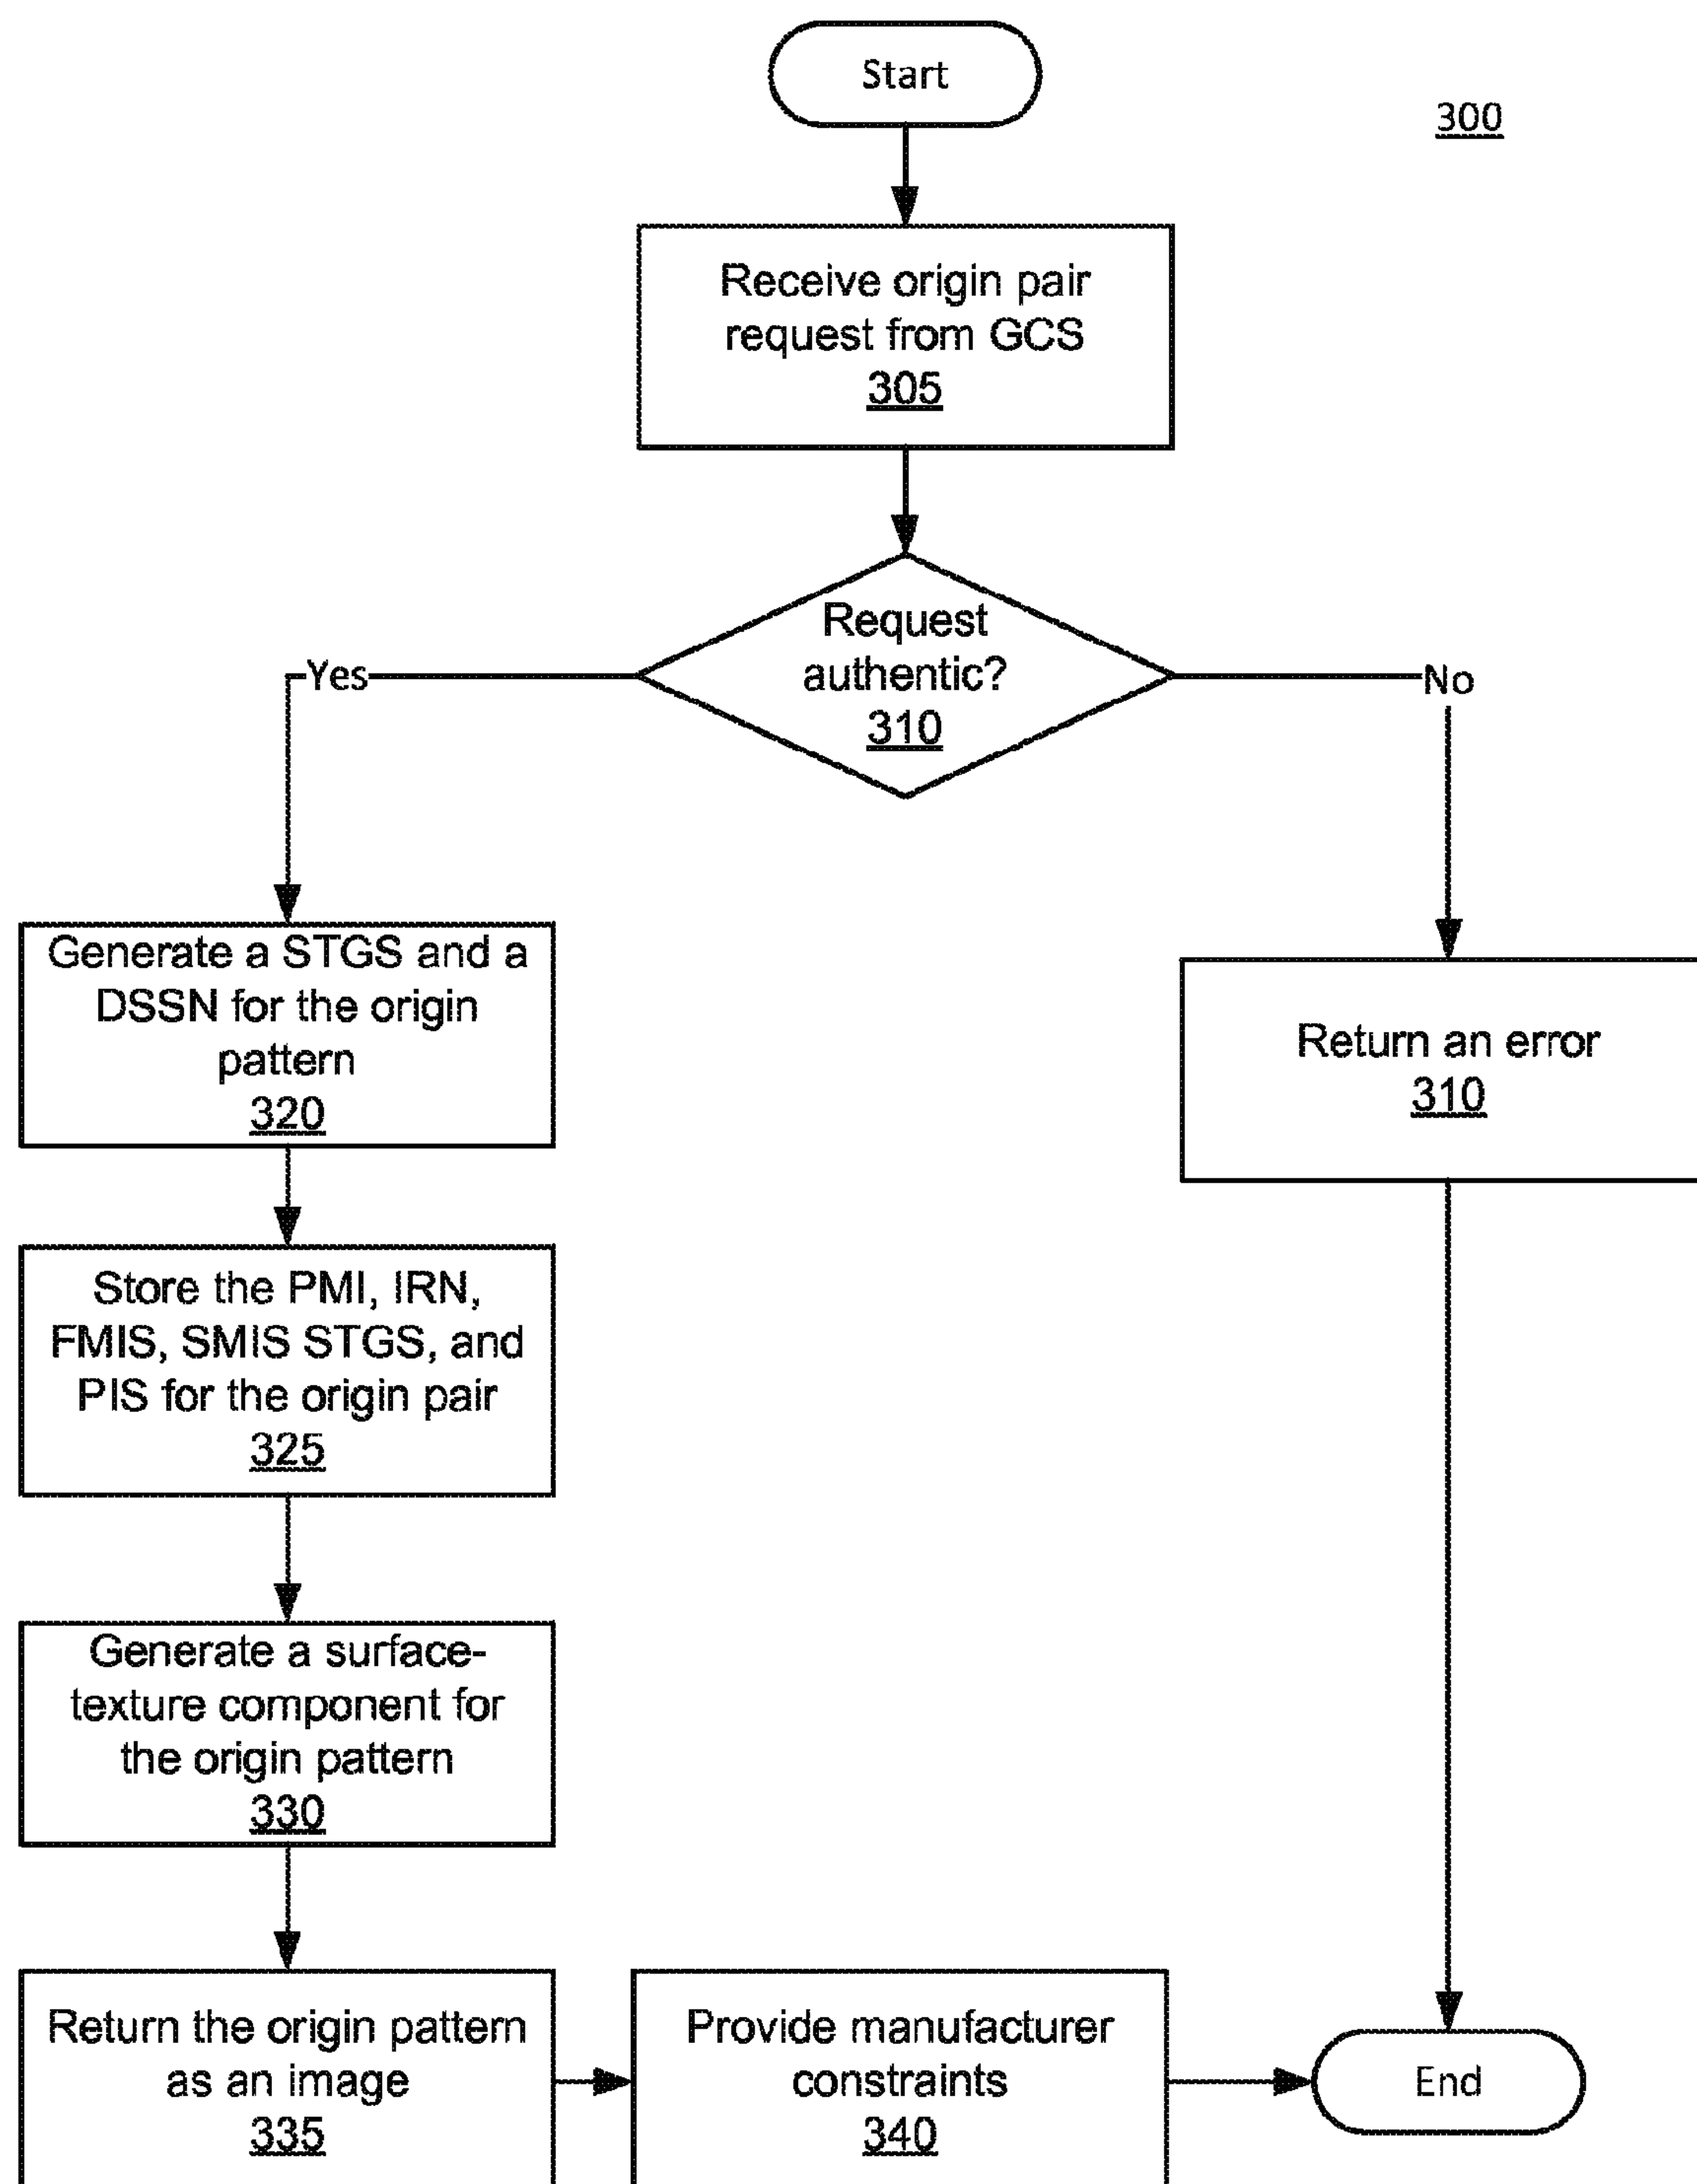 Start
300
Receive origin pair
request from GCS
305
Request
authentic?
310
Yes
No
Generate a STGS and a
DSSN for the origin
pattern
320
Return an error
310
Store the PMI, IRN,
FMIS, SMIS STGS, and
PIS for the origin pair
325
Generate a surface-
texture component for
the origin pattern
330
Return the origin pattern
as an image
335
Provide manufacturer
constraints
340
End